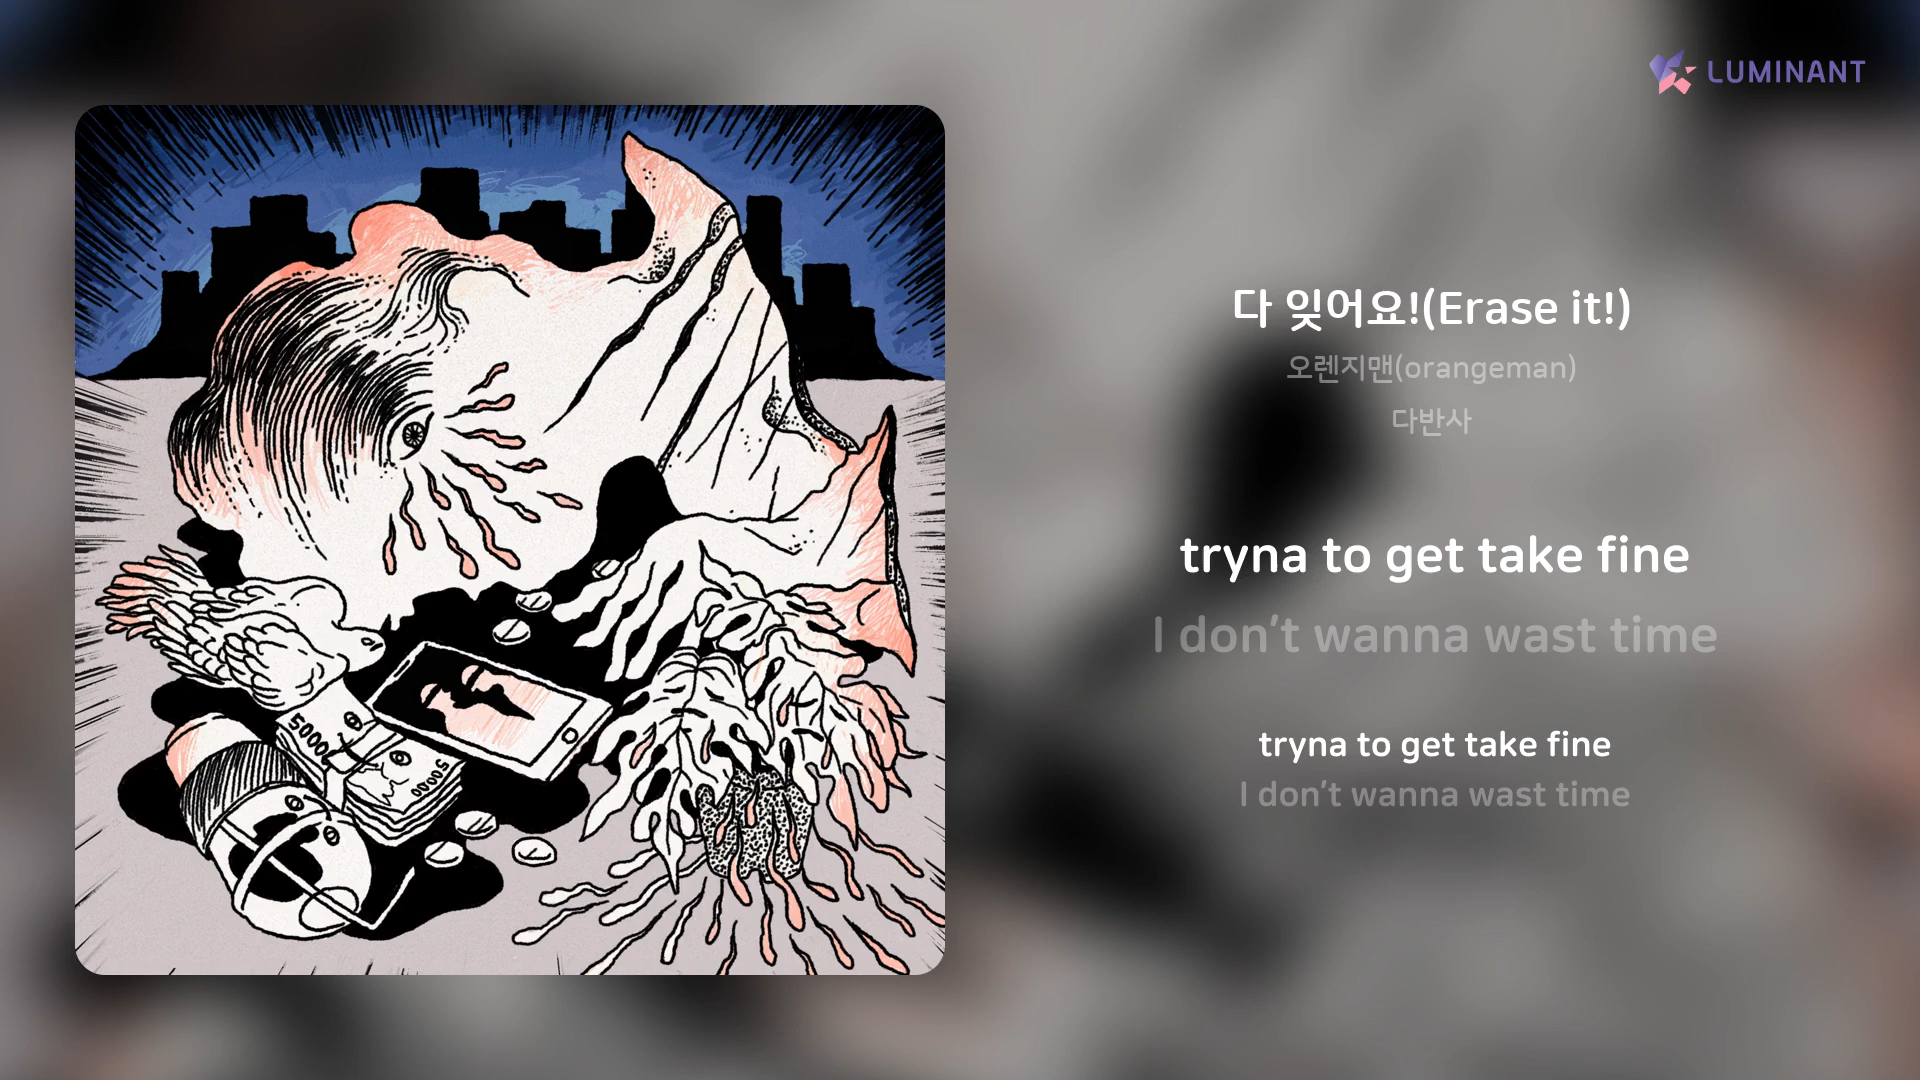 LUMINANT
다 잊어요!(Erase it!)
오렌지맨(orangeman)
다반사
tryna to get take fine
I don't wanna wast time
tryna to get take fine
I don't wanna wast time
5000
50000